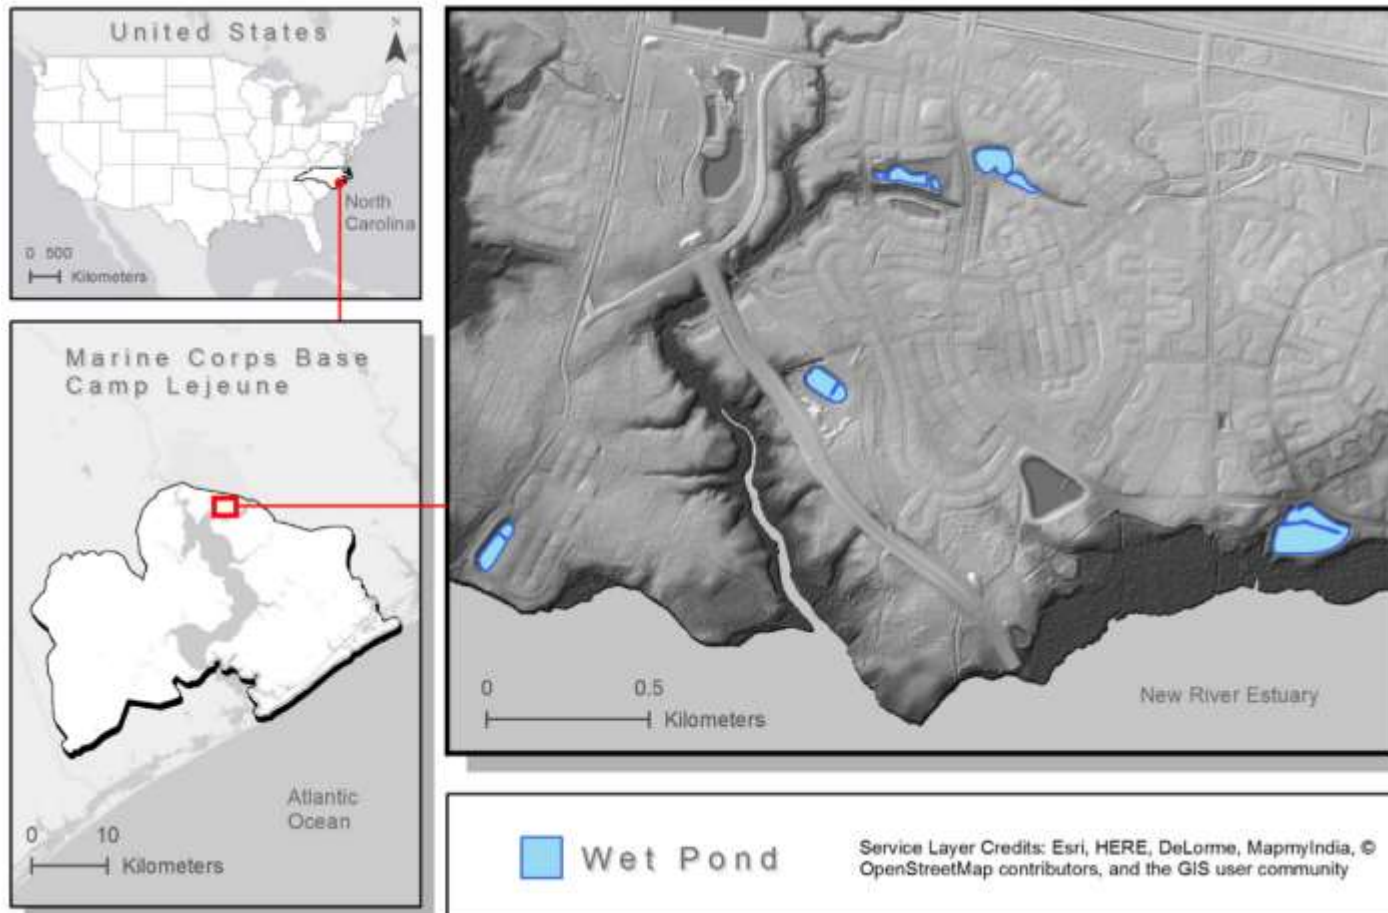 United States
N
North
Carolina
0 500
Kilometers
Marine Corps Base
Camp Lejeune
Atlantic
Ocean
0 10
Kilometers
0 0.5
Kilometers
New River Estuary
Wet Pond
Service Layer Credits: Esri, HERE, DeLorme, MapmyIndia, ©
OpenStreetMap contributors, and the GIS user community